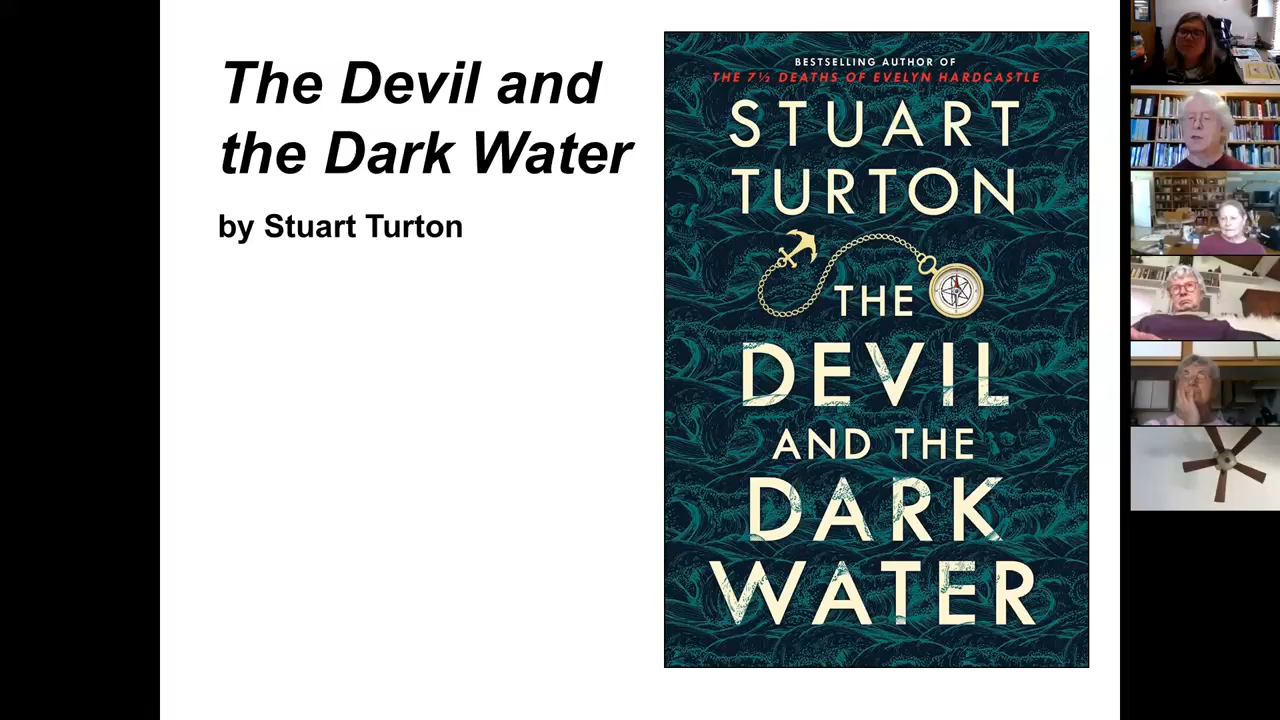 The Devil and
the Dark Water
by Stuart Turton
BESTSELLING AUTHOR OF
THE 7½ DEATHS OF EVELYN HARDCASTLE
STUART
TURTON
THE
DEVIL
AND THE
DARK
WATER